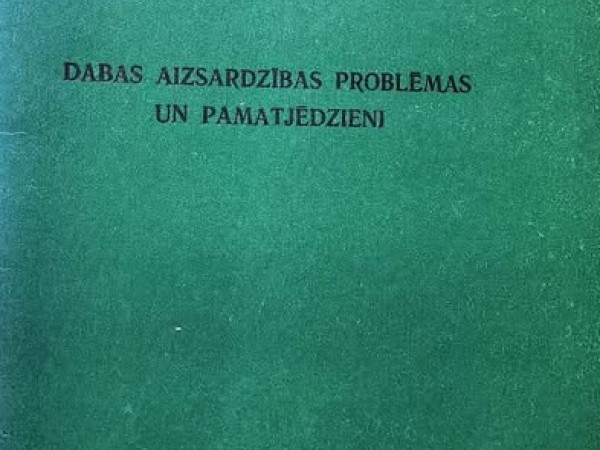 DABAS AIZSARDZĪBAS PROBLĒMAS
UN PAMATJĒDZIENI